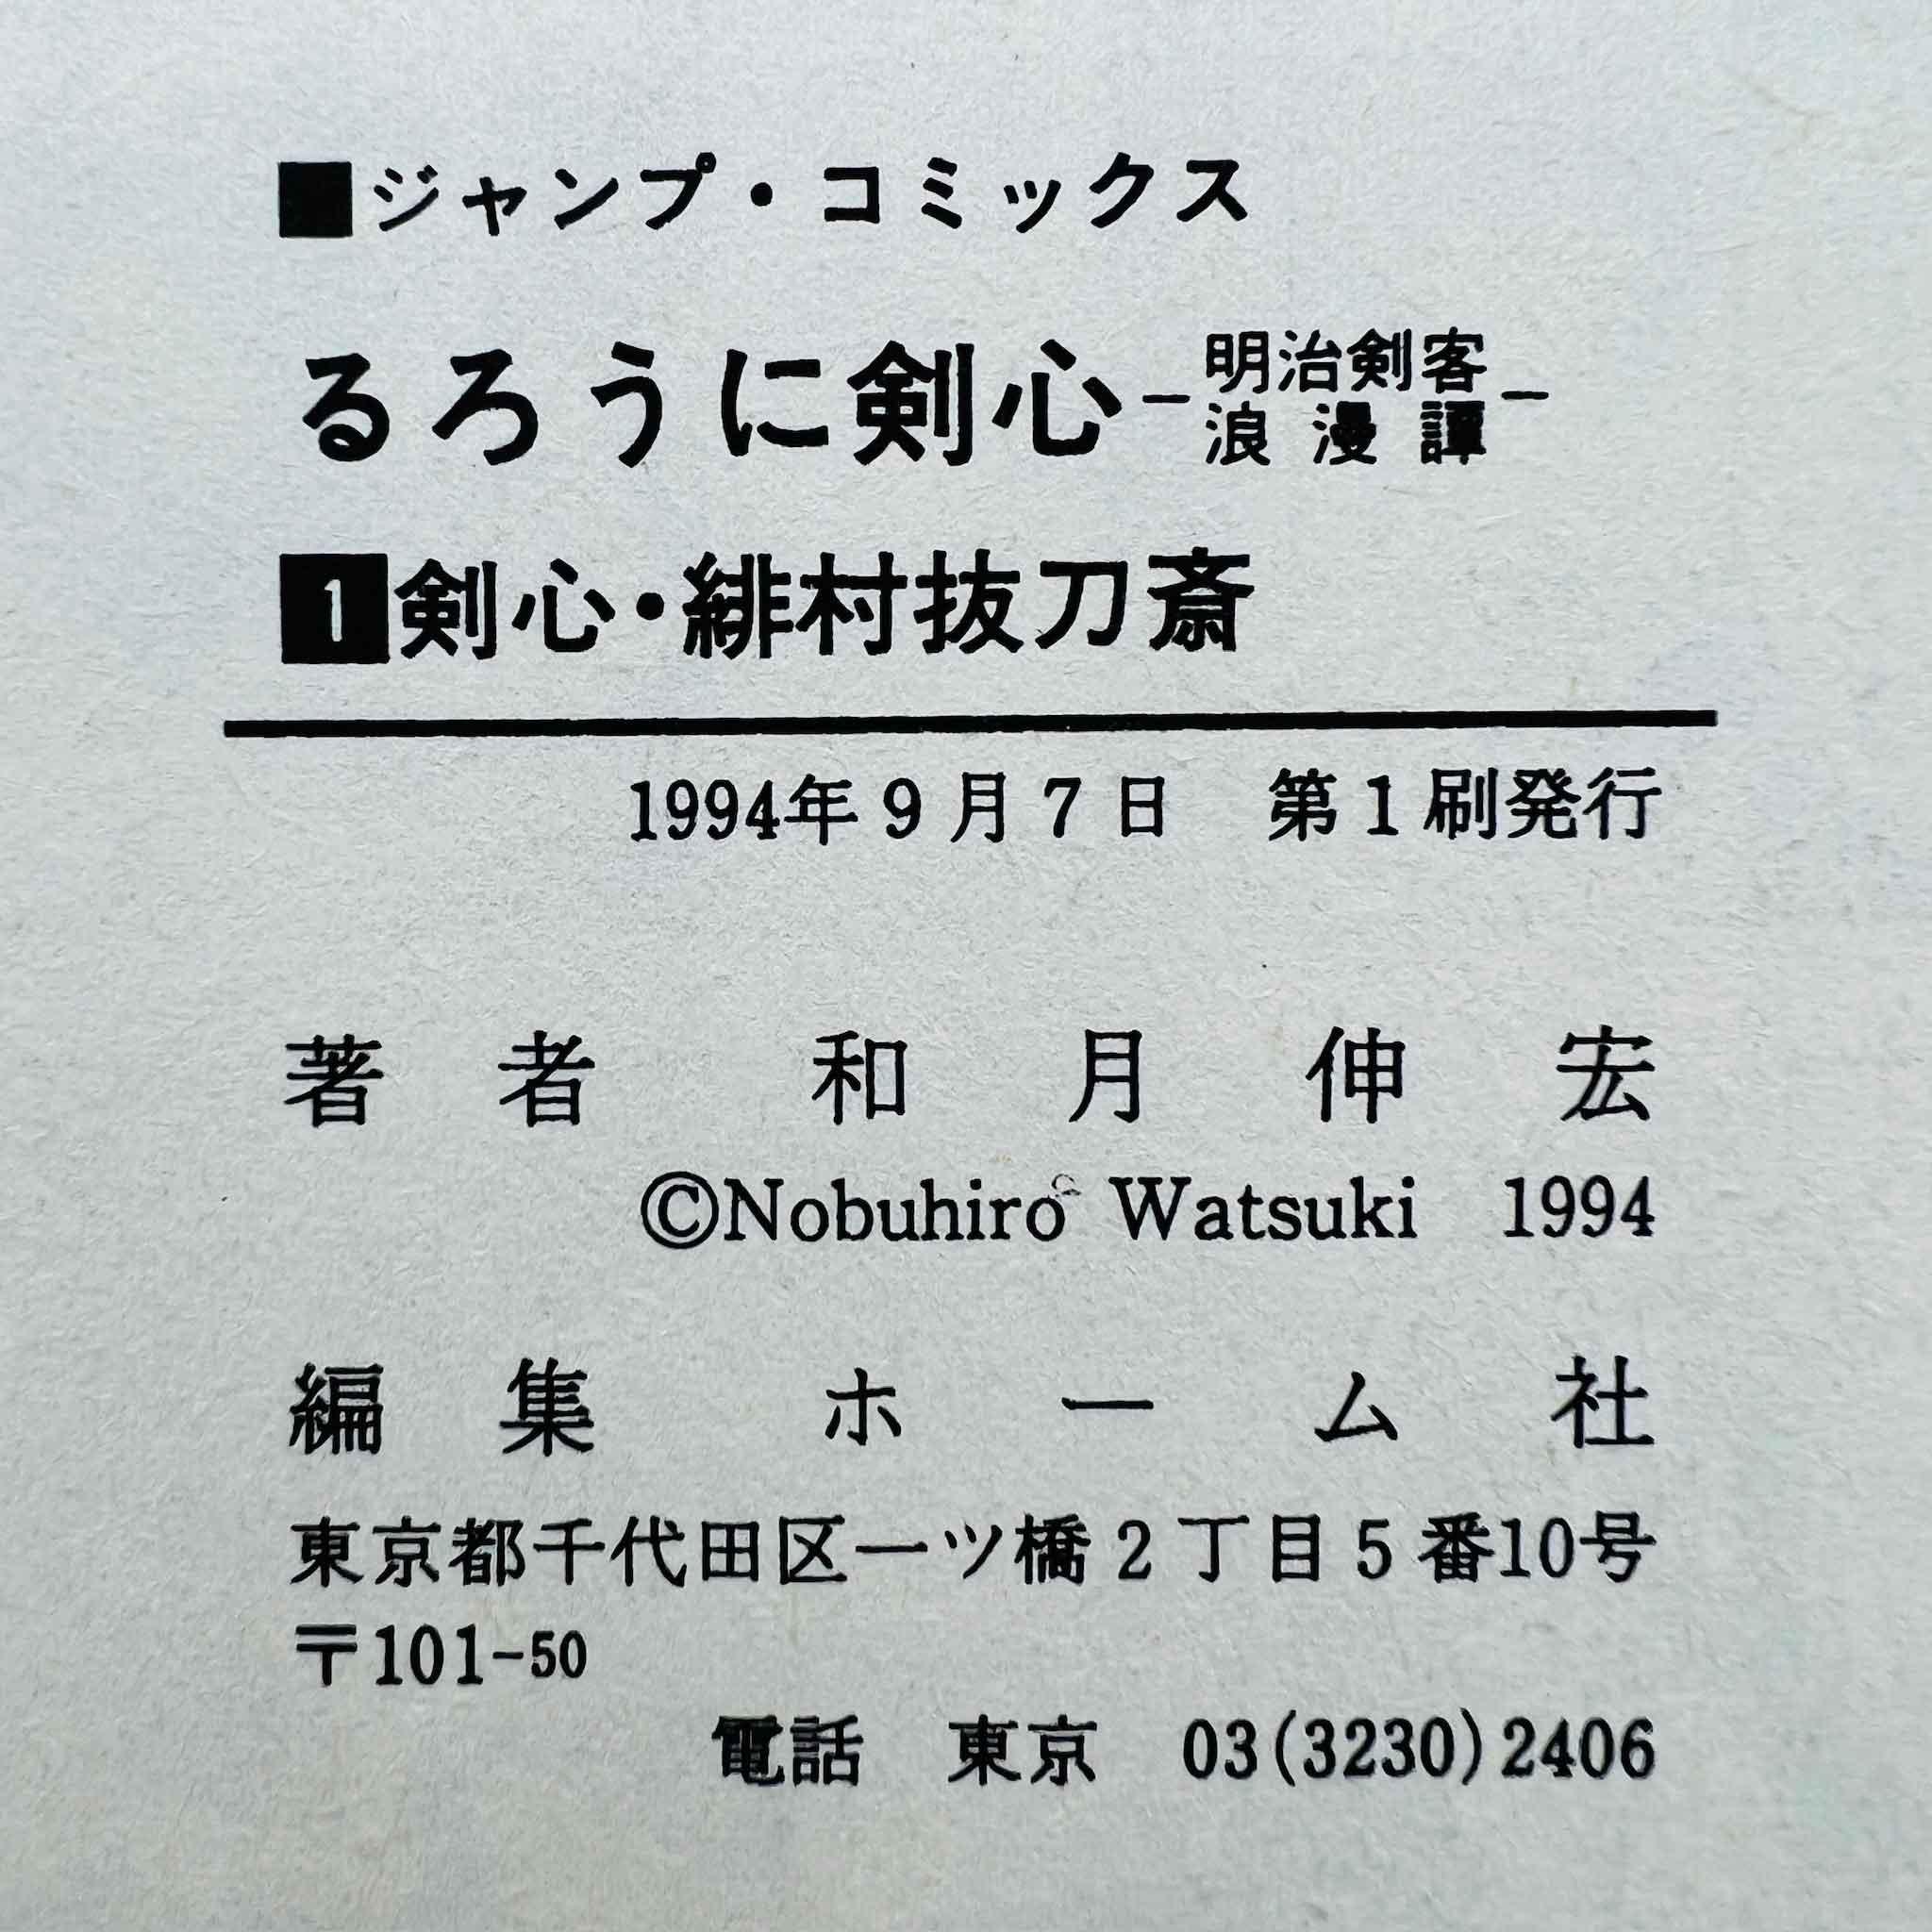 ■ジャンプ・コミックス
るろうに剣心－明治剣客浪漫譚－
1剣心・緋村抜刀斎
1994年9月7日　第1刷発行
著者　和月伸宏
©Nobuhiro Watsuki　1994
編集　ホーム社
東京都千代田区一ツ橋2丁目5番10号
〒101-50
電話　東京　03(3230)2406